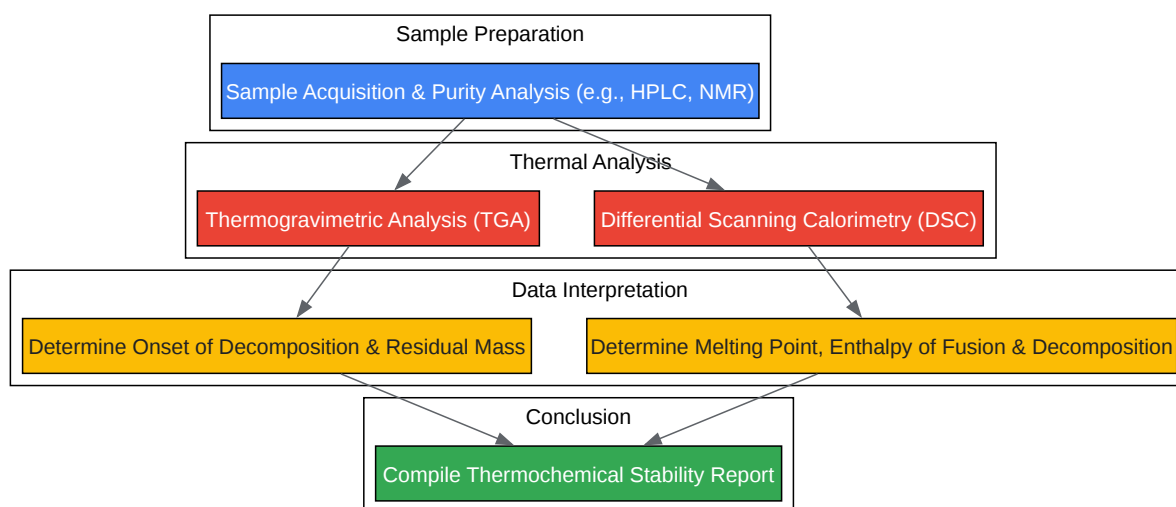 Sample Preparation
Sample Acquisition & Purity Analysis (e.g., HPLC, NMR)
Thermal Analysis
Thermogravimetric Analysis (TGA)
Differential Scanning Calorimetry (DSC)
Data Interpretation
Determine Onset of Decomposition & Residual Mass
Determine Melting Point, Enthalpy of Fusion & Decomposition
Conclusion
Compile Thermochemical Stability Report